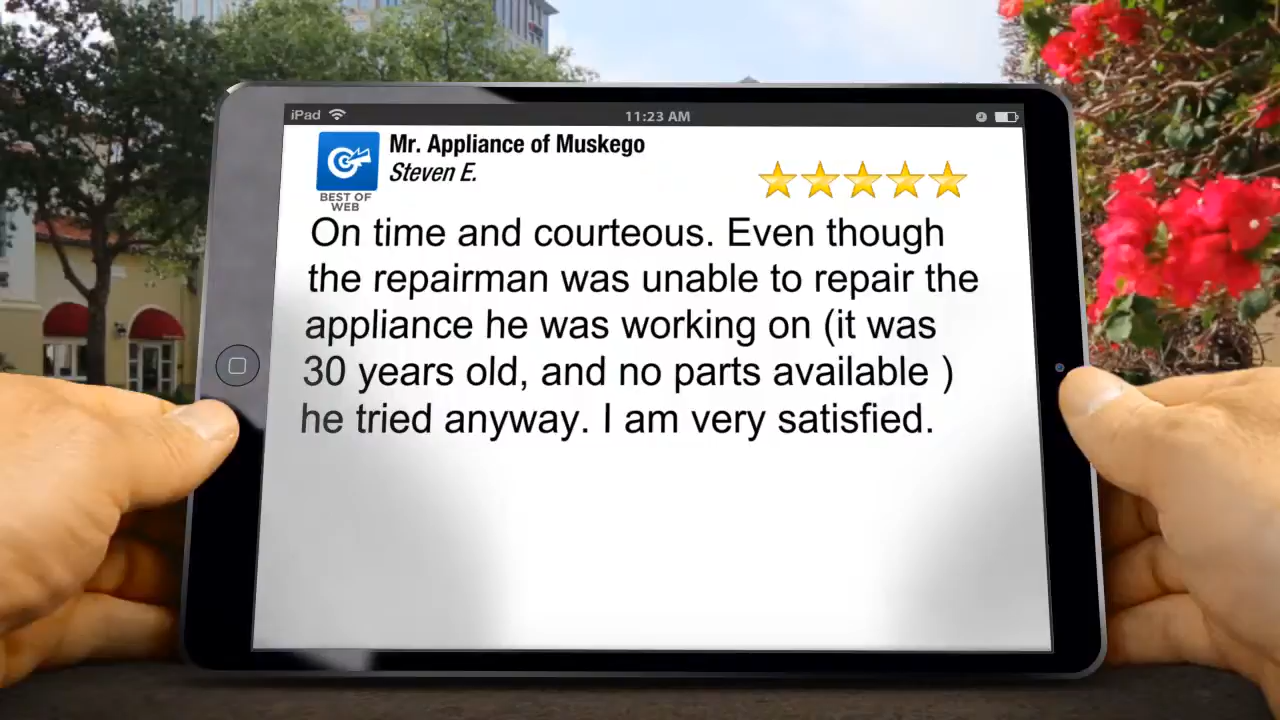 iPad 11:23 AM
Mr. Appliance of Muskego
Steven E.
BEST OF
WEB
On time and courteous. Even though
the repairman was unable to repair the
appliance he was working on (it was
30 years old, and no parts available )
he tried anyway. I am very satisfied.